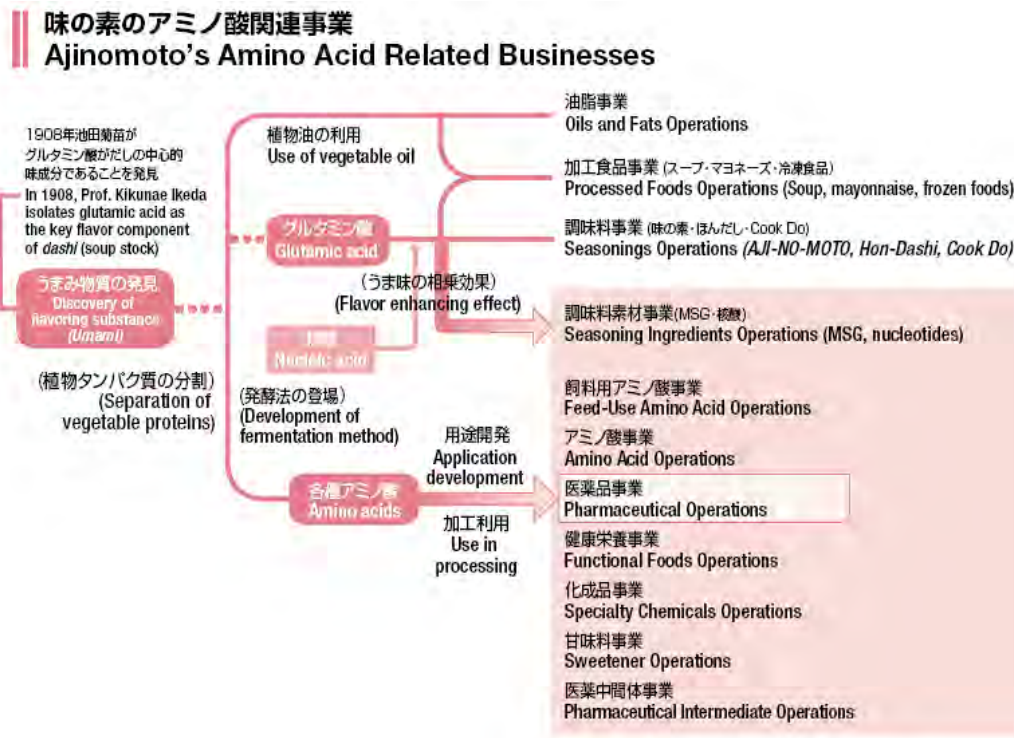 味の素のアミノ酸関連事業
Ajinomoto's Amino Acid Related Businesses
1908年池田菊苗が
グルタミン酸がだしの中心的
味成分であることを発見
In 1908, Prof. Kikunae Ikeda
isolates glutamic acid as
the key flavor component
of dashi (soup stock)
うまみ物質の発見
Discovery of
flavoring substance
(Umami)
(植物タンパク質の分割)
(Separation of
vegetable proteins)
植物油の利用
Use of vegetable oil
グルタミン酸
Glutamic acid
(うま味の相乗効果)
(Flavor enhancing effect)
Nucleic acid
(発酵法の登場)
(Development of
fermentation method)
各種アミノ酸
Amino acids
用途開発
Application
development
加工利用
Use in
processing
油脂事業
Oils and Fats Operations
加工食品事業 (スープ・マヨネーズ・冷凍食品)
Processed Foods Operations (Soup, mayonnaise, frozen foods)
調味料事業 (味の素・ほんだし・Cook Do)
Seasonings Operations (AJI-NO-MOTO, Hon-Dashi, Cook Do)
調味料素材事業(MSG・核酸)
Seasoning Ingredients Operations (MSG, nucleotides)
飼料用アミノ酸事業
Feed-Use Amino Acid Operations
アミノ酸事業
Amino Acid Operations
医薬品事業
Pharmaceutical Operations
健康栄養事業
Functional Foods Operations
化成品事業
Specialty Chemicals Operations
甘味料事業
Sweetener Operations
医薬中間体事業
Pharmaceutical Intermediate Operations